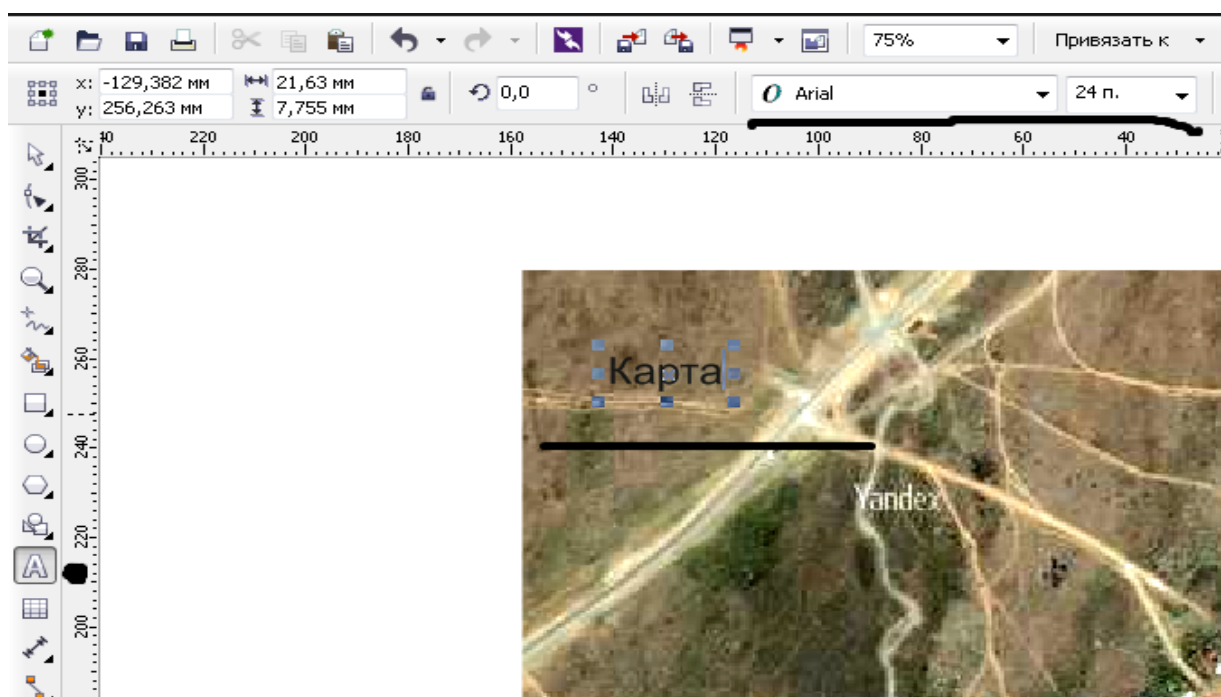 75% Привязать к
x: -129,382 мм 21,63 мм 0,0 ° O Arial 24 п.
y: 256,263 мм 7,755 мм
40 220 200 180 160 140 120 100 80 60 40
300
280
260
Карта
240
Yandex
220
A
200